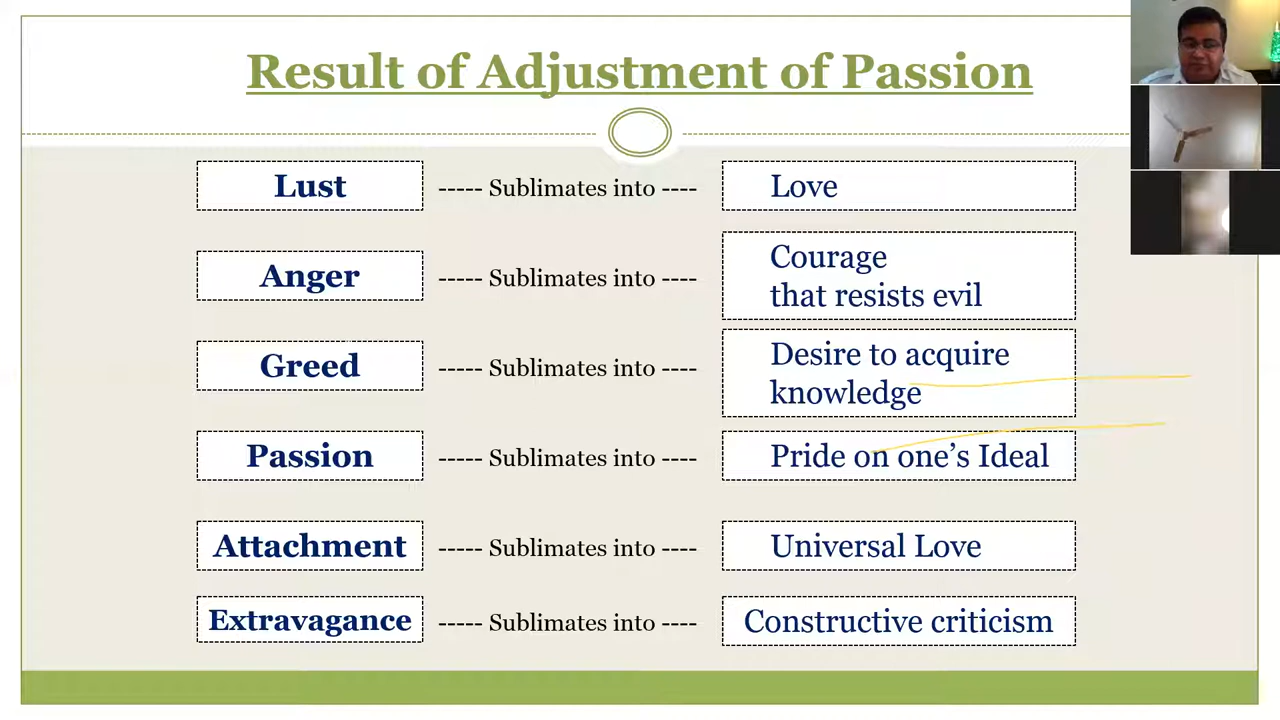 Result of Adjustment of Passion
Lust ----- Sublimates into ---- Love
Anger ----- Sublimates into ---- Courage
that resists evil
Greed ----- Sublimates into ---- Desire to acquire
knowledge
Passion ----- Sublimates into ---- Pride on one's Ideal
Attachment ----- Sublimates into ---- Universal Love
Extravagance ----- Sublimates into ---- Constructive criticism